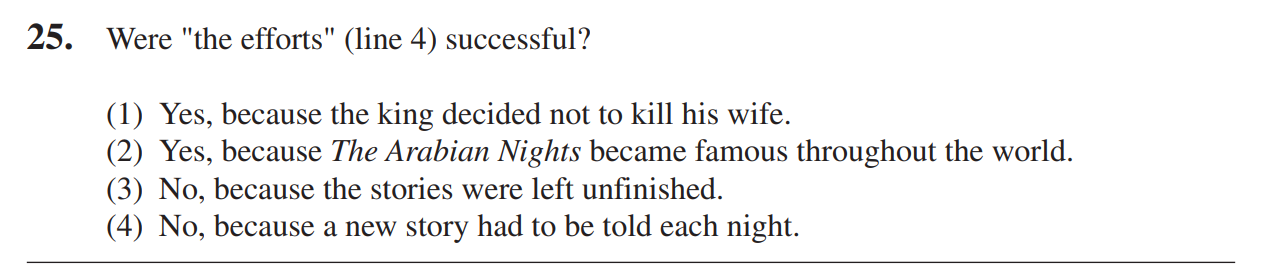 25. Were "the efforts" (line 4) successful?
(1) Yes, because the king decided not to kill his wife.
(2) Yes, because The Arabian Nights became famous throughout the world.
(3) No, because the stories were left unfinished.
(4) No, because a new story had to be told each night.